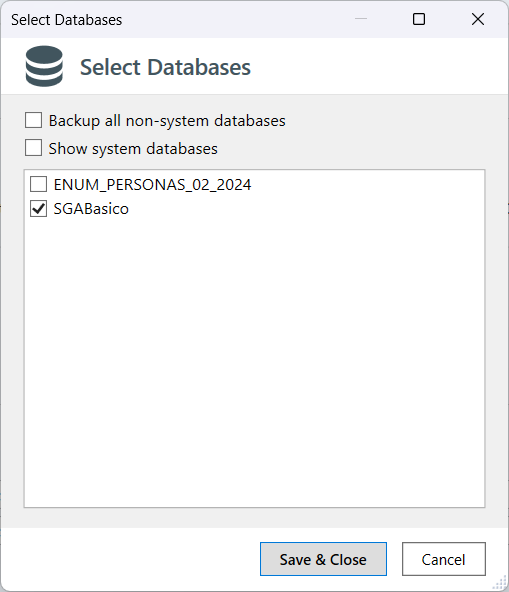 Select Databases
Select Databases
Backup all non-system databases
Show system databases
ENUM_PERSONAS_02_2024
SGABasico
Save & Close
Cancel